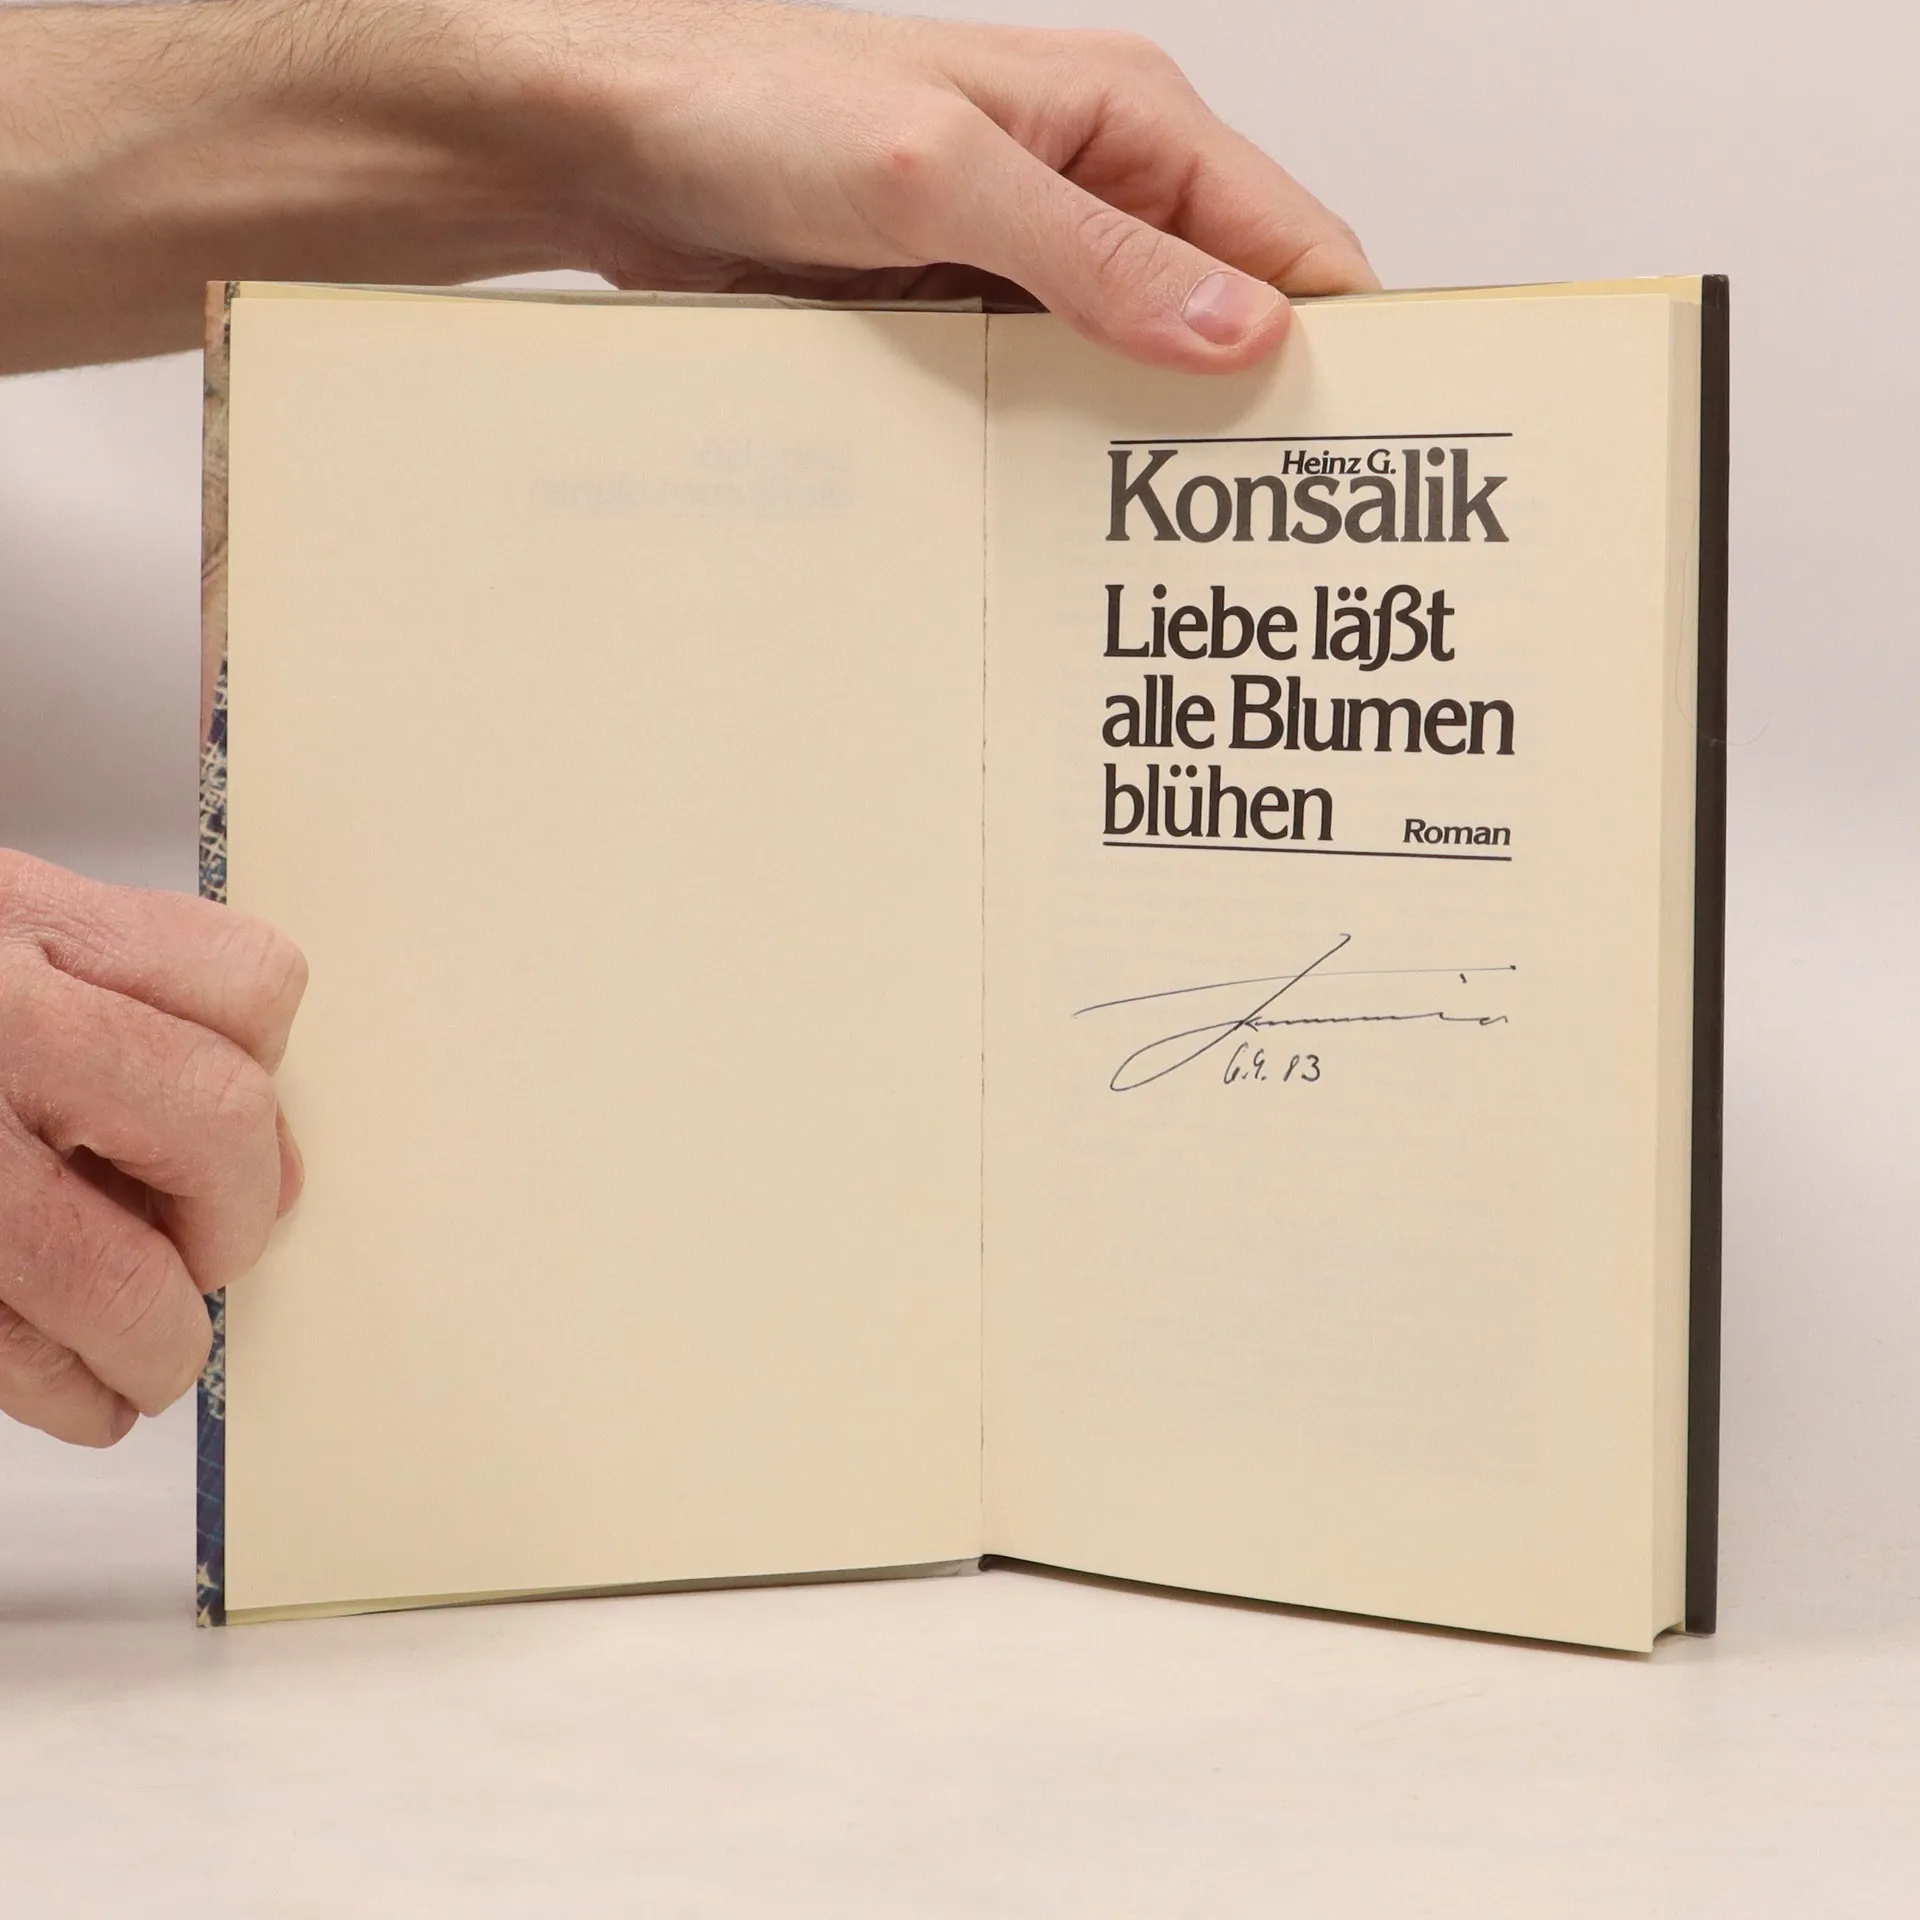 Heinz G.
Konsalik
Liebe läßt
alle Blumen
blühen
Roman
6.9.83